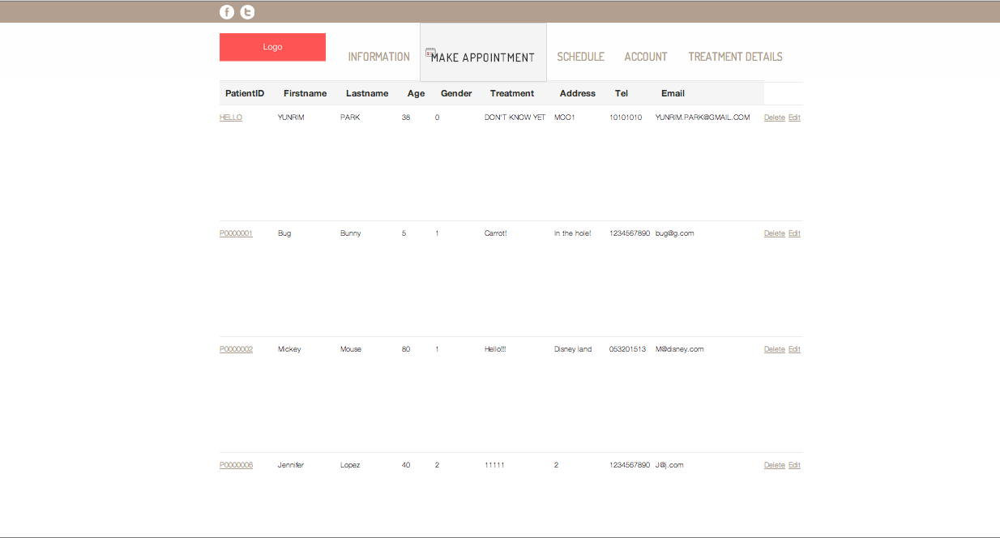 Logo
INFORMATION MAKE APPOINTMENT SCHEDULE ACCOUNT TREATMENT DETAILS
PatientID Firstname Lastname Age Gender Treatment Address Tel Email
HELLO YUNRIM PARK 38 0 DON'T KNOW YET MOO1 10101010 YUNRIM.PARK@GMAIL.COM Delete Edit
P0000001 Bug Bunny 5 1 Carrot! In the hole! 1234567890 bug@g.com Delete Edit
P0000002 Mickey Mouse 80 1 Hello!!! Disney land 053201513 M@disney.com Delete Edit
P0000006 Jennifer Lopez 40 2 11111 2 1234567890 J@j.com Delete Edit